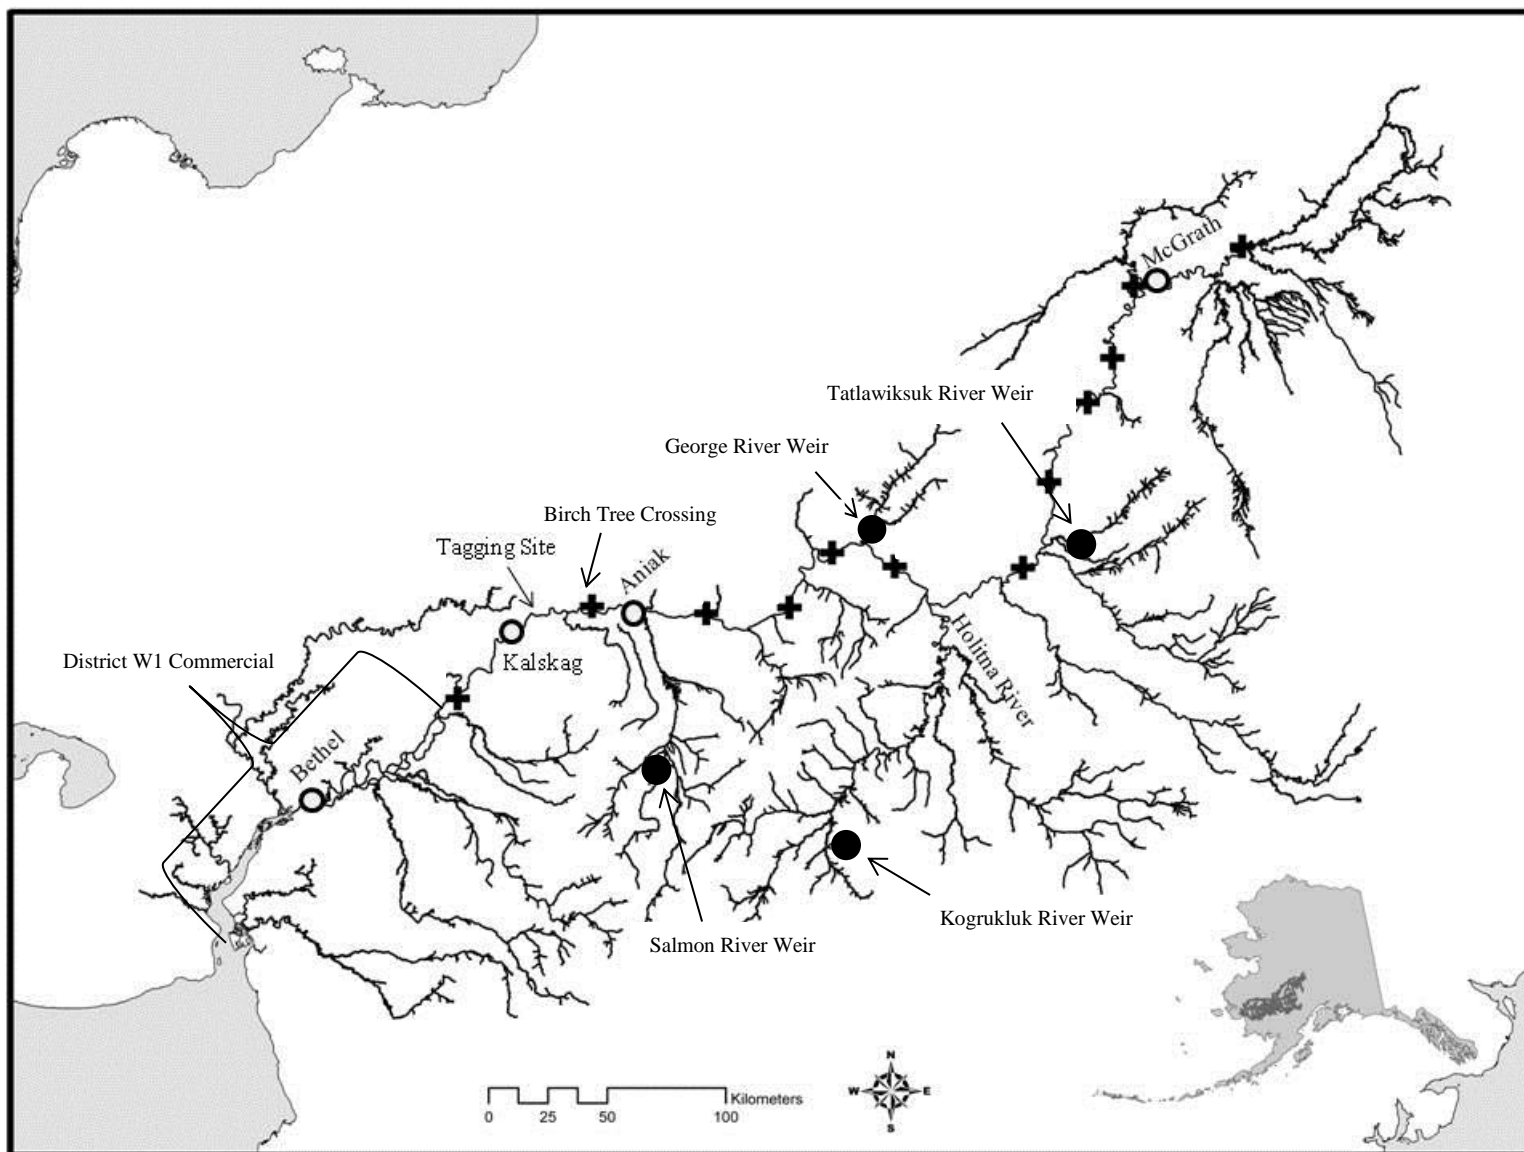 McGrath
Tatlawiksuk River Weir
George River Weir
Birch Tree Crossing
Tagging Site
Aniak
Holitna River
District W1 Commercial
Kalskag
Bethel
Kogrukluk River Weir
Salmon River Weir
N
W E
S
Kilometers
0 25 50 100